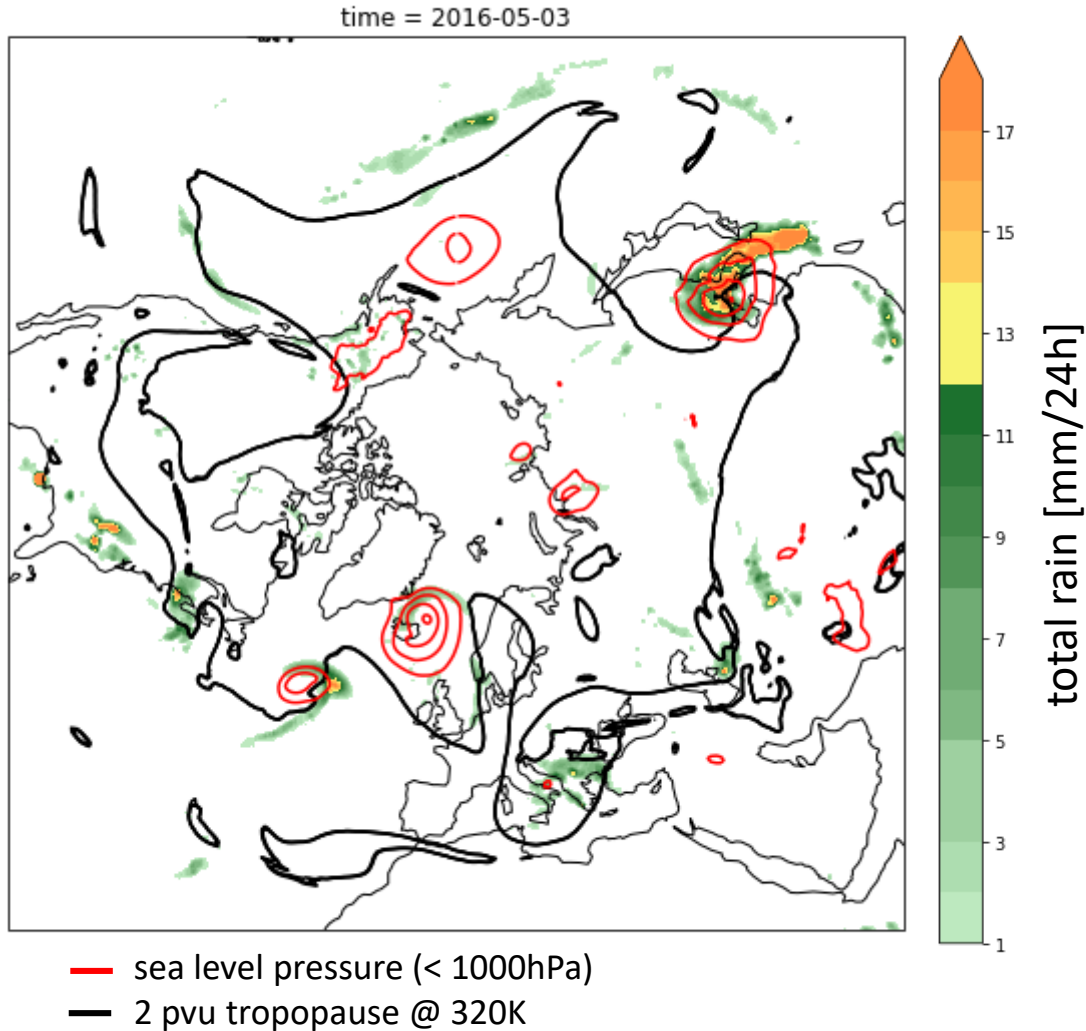 time = 2016-05-03
17
15
13
11
9
7
5
3
1
total rain [mm/24h]
sea level pressure (< 1000hPa)
2 pvu tropopause @ 320K